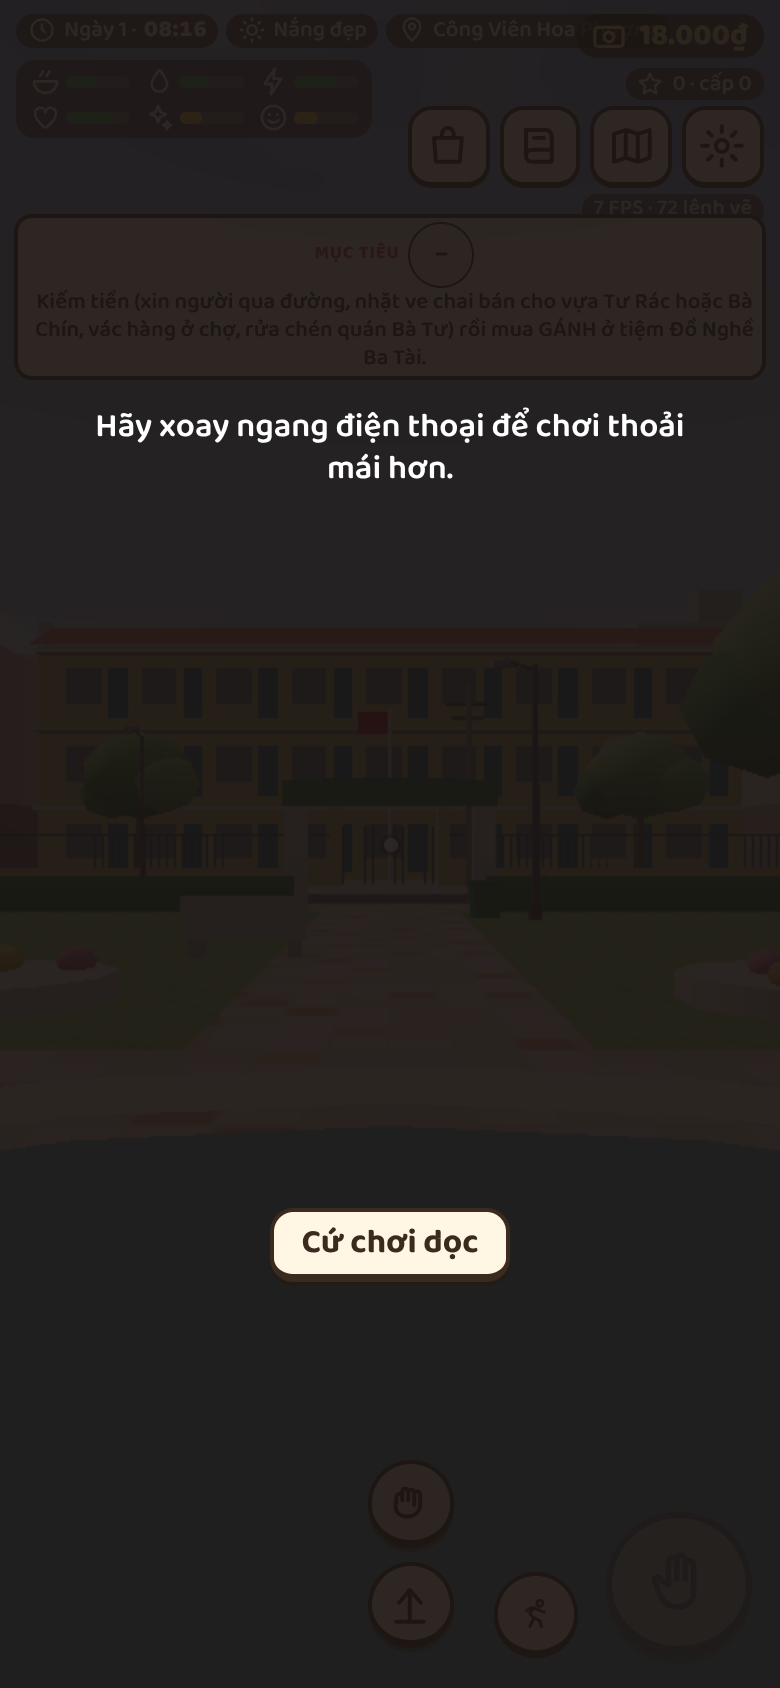 Ngày 1 · 08:16
Nắng đẹp
Công Viên Hoa
18.000₫
0 · cấp 0
7 FPS · 72 lệnh vẽ
MỤC TIÊU
–
Kiếm tiền (xin người qua đường, nhặt ve chai bán cho vựa Tư Rác hoặc Bà
Chín, vác hàng ở chợ, rửa chén quán Bà Tư) rồi mua GÁNH ở tiệm Đồ Nghề
Ba Tài.
Hãy xoay ngang điện thoại để chơi thoải
mái hơn.
Cứ chơi dọc